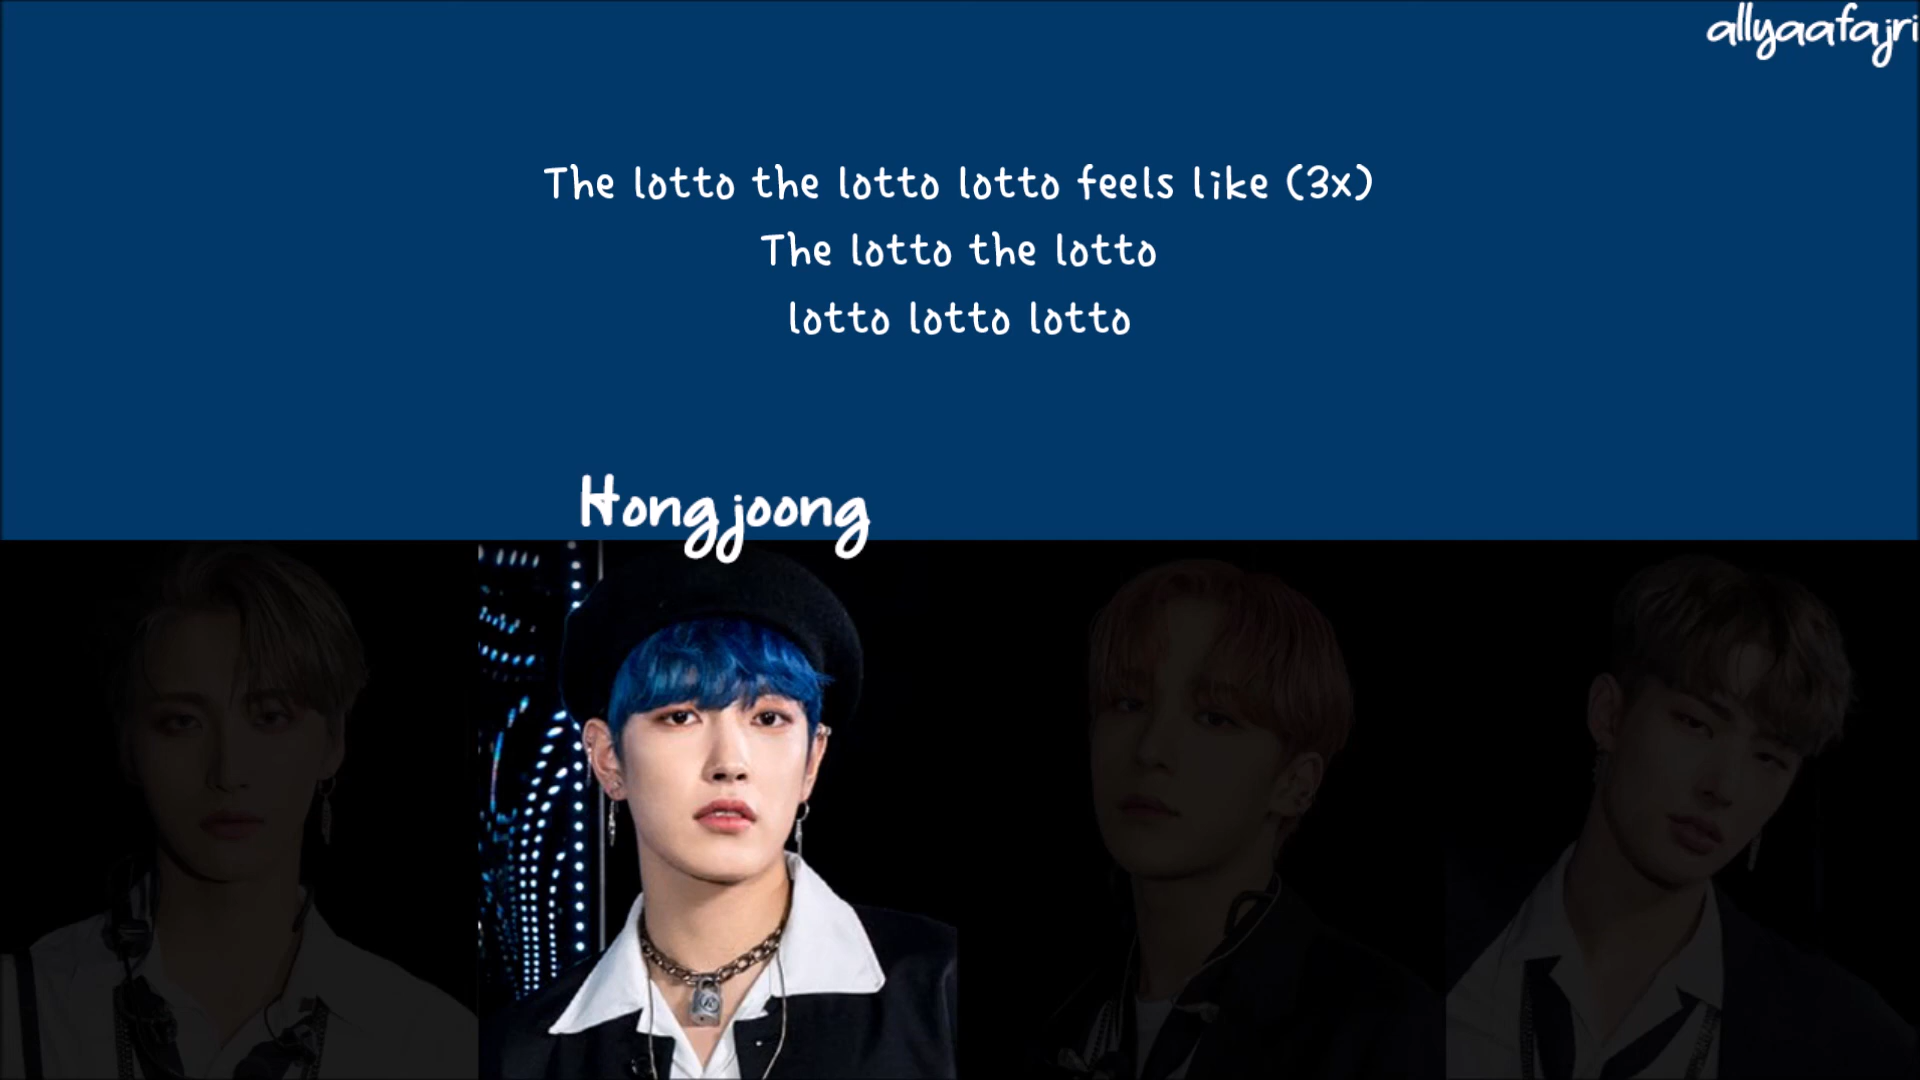 allyaafajri
The lotto the lotto lotto feels like (3x)
The lotto the lotto
lotto lotto lotto
Hongjoong